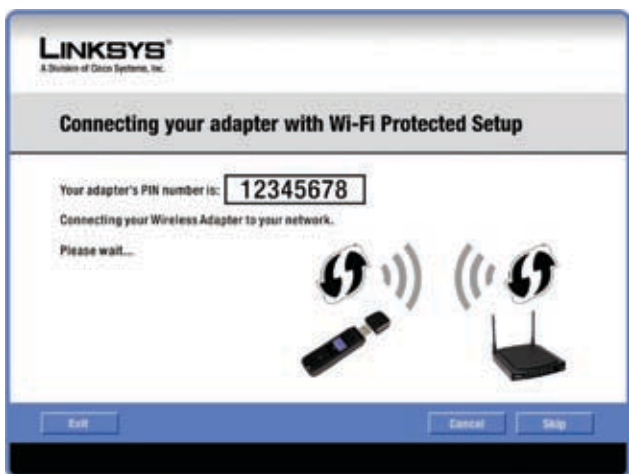 LINKSYS®
A Division of Cisco Systems, Inc.
Connecting your adapter with Wi-Fi Protected Setup
Your adapter's PIN number is: 12345678
Connecting your Wireless Adapter to your network.
Please wait...
Exit Cancel Skip